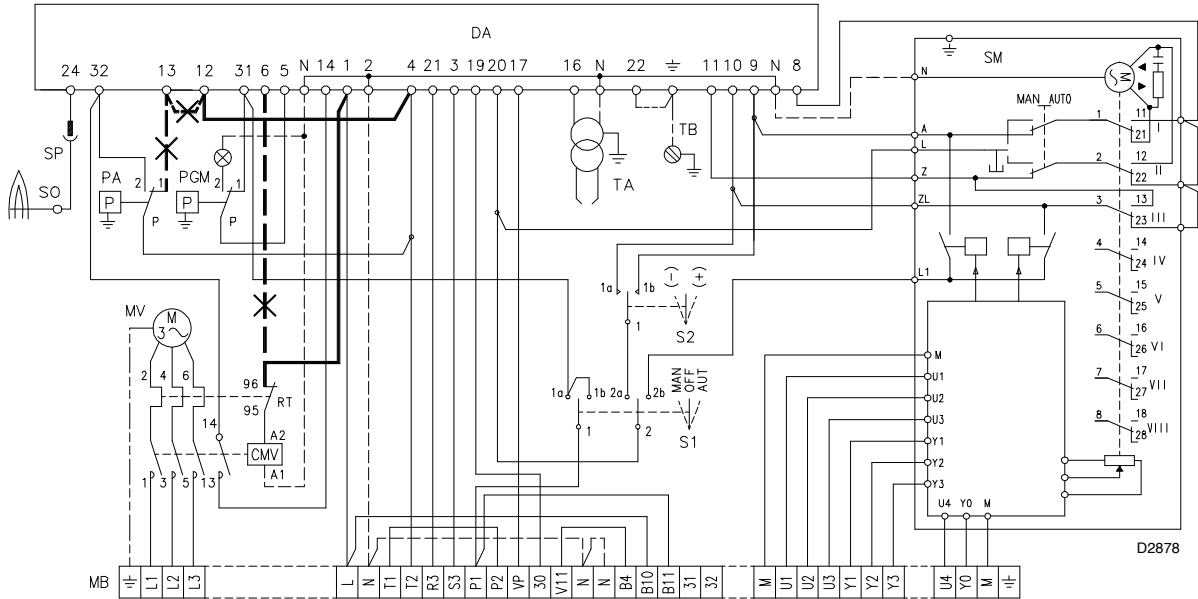 DA
24 32 13 12 31 6 5 N 14 1 2 4 21 3 19 20 17 16 N 22 11 10 9 N 8
SM
N
M
MAN AUTO
SP
SO
PA
2 1
P
P
PGM
2 1
P
P
TA
TB
A
L
Z
ZL
L1
1 11 21 I
2 12 22 II
3 13 23 III
4 14 24 IV
5 15 25 V
6 16 26 VI
7 17 27 VII
8 18 28 VIII
MV
M
3
2 4 6
96
95
RT
14
A2
CMV
A1
1 3 5 13
1a 1b
(-) (+)
1
S2
1a 1b 2a 2b
MAN
OFF
AUT
1 2
S1
M
U1
U2
U3
Y1
Y2
Y3
U4 Y0 M
D2878
MB
L1 L2 L3 L N T1 T2 R3 S3 P1 P2 VP 30 V11 N N B4 B10 B11 31 32 M U1 U2 U3 Y1 Y2 Y3 U4 Y0 M